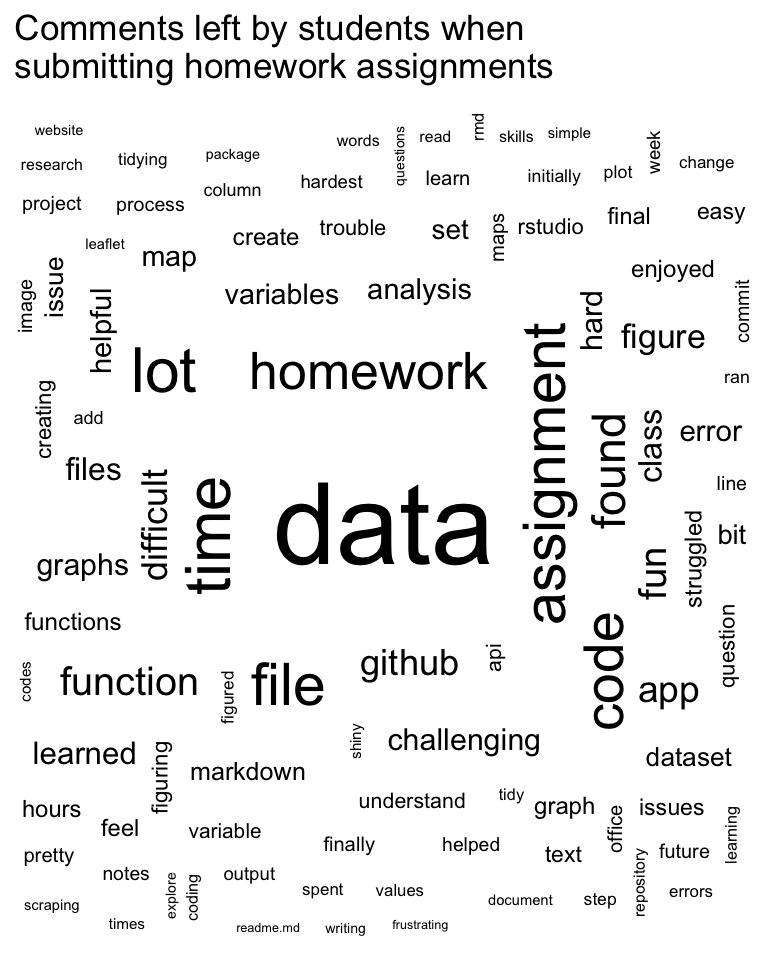 Comments left by students when
submitting homework assignments
website
words
questions
read
rmd
skills
simple
week
research
tidying
package
column
hardest
learn
initially
plot
change
project
process
create
trouble
set
maps
rstudio
final
easy
leaflet
map
issue
image
helpful
variables
analysis
enjoyed
hard
figure
commit
lot
homework
assignment
ran
creating
add
found
class
error
files
difficult
time
data
line
struggled
bit
graphs
fun
functions
question
codes
function
figured
file
github
api
code
app
learned
figuring
markdown
shiny
challenging
dataset
hours
feel
variable
understand
tidy
graph
office
issues
learning
pretty
finally
helped
text
future
notes
explore
coding
output
spent
values
document
step
repository
errors
scraping
times
readme.md
writing
frustrating